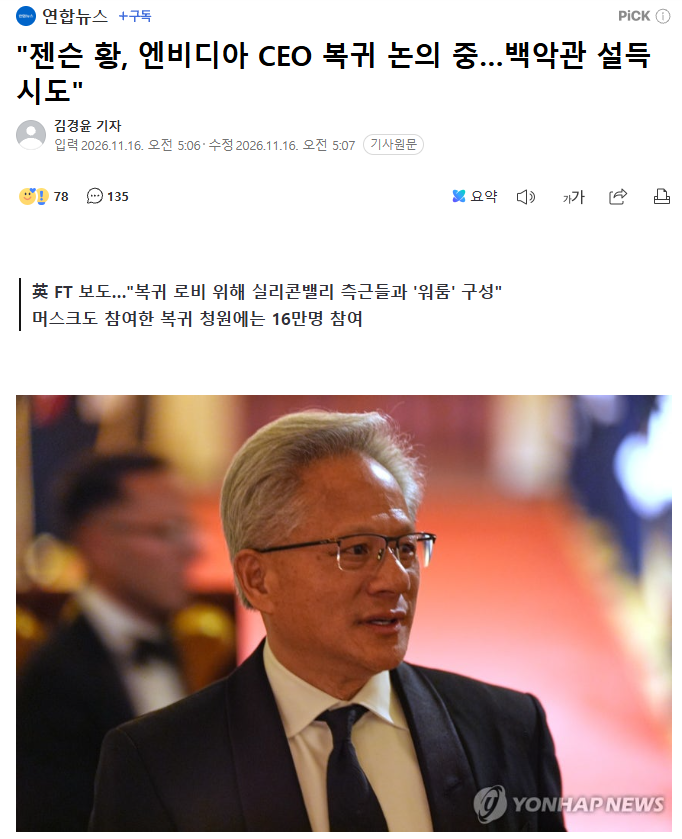 연합뉴스 +구독 PiCK
"젠슨 황, 엔비디아 CEO 복귀 논의 중…백악관 설득
시도"
김경윤 기자
입력 2026.11.16. 오전 5:06 · 수정 2026.11.16. 오전 5:07 기사원문
78 135 요약 가가
英 FT 보도…"복귀 로비 위해 실리콘밸리 측근들과 '워룸' 구성"
머스크도 참여한 복귀 청원에는 16만명 참여
YONHAP NEWS